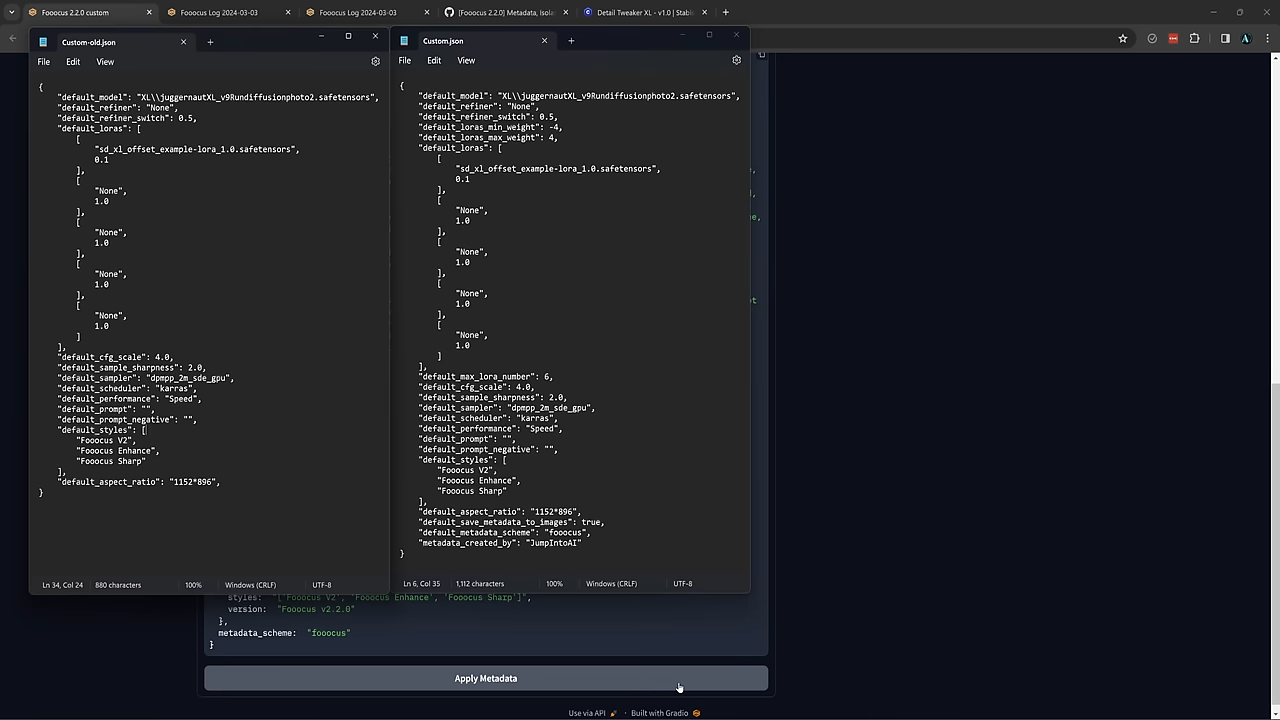 Fooocus 2.2.0 custom
Fooocus Log 2024-03-03
Fooocus Log 2024-03-03
[Fooocus 2.2.0] Metadata, Isola
Detail Tweaker XL - v1.0 | Stabl
Custom-old.json
File Edit View
{
"default_model": "XL\\juggernautXL_v9Rundiffusionphoto2.safetensors",
"default_refiner": "None",
"default_refiner_switch": 0.5,
"default_loras": [
[
"sd_xl_offset_example-lora_1.0.safetensors",
0.1
],
[
"None",
1.0
],
[
"None",
1.0
],
[
"None",
1.0
],
[
"None",
1.0
]
],
"default_cfg_scale": 4.0,
"default_sample_sharpness": 2.0,
"default_sampler": "dpmpp_2m_sde_gpu",
"default_scheduler": "karras",
"default_performance": "Speed",
"default_prompt": "",
"default_prompt_negative": "",
"default_styles": [
"Fooocus V2",
"Fooocus Enhance",
"Fooocus Sharp"
],
"default_aspect_ratio": "1152*896",
}
Ln 34, Col 24 880 characters 100% Windows (CRLF) UTF-8
Custom.json
File Edit View
{
"default_model": "XL\\juggernautXL_v9Rundiffusionphoto2.safetensors",
"default_refiner": "None",
"default_refiner_switch": 0.5,
"default_loras_min_weight": -4,
"default_loras_max_weight": 4,
"default_loras": [
[
"sd_xl_offset_example-lora_1.0.safetensors",
0.1
],
[
"None",
1.0
],
[
"None",
1.0
],
[
"None",
1.0
],
[
"None",
1.0
]
],
"default_max_lora_number": 6,
"default_cfg_scale": 4.0,
"default_sample_sharpness": 2.0,
"default_sampler": "dpmpp_2m_sde_gpu",
"default_scheduler": "karras",
"default_performance": "Speed",
"default_prompt": "",
"default_prompt_negative": "",
"default_styles": [
"Fooocus V2",
"Fooocus Enhance",
"Fooocus Sharp"
],
"default_aspect_ratio": "1152*896",
"default_save_metadata_to_images": true,
"default_metadata_scheme": "fooocus",
"metadata_created_by": "JumpIntoAI"
}
Ln 6, Col 35 1,112 characters 100% Windows (CRLF) UTF-8
styles: "['Fooocus V2', 'Fooocus Enhance', 'Fooocus Sharp']",
version: "Fooocus v2.2.0"
},
metadata_scheme: "fooocus"
}
Apply Metadata
Use via API · Built with Gradio